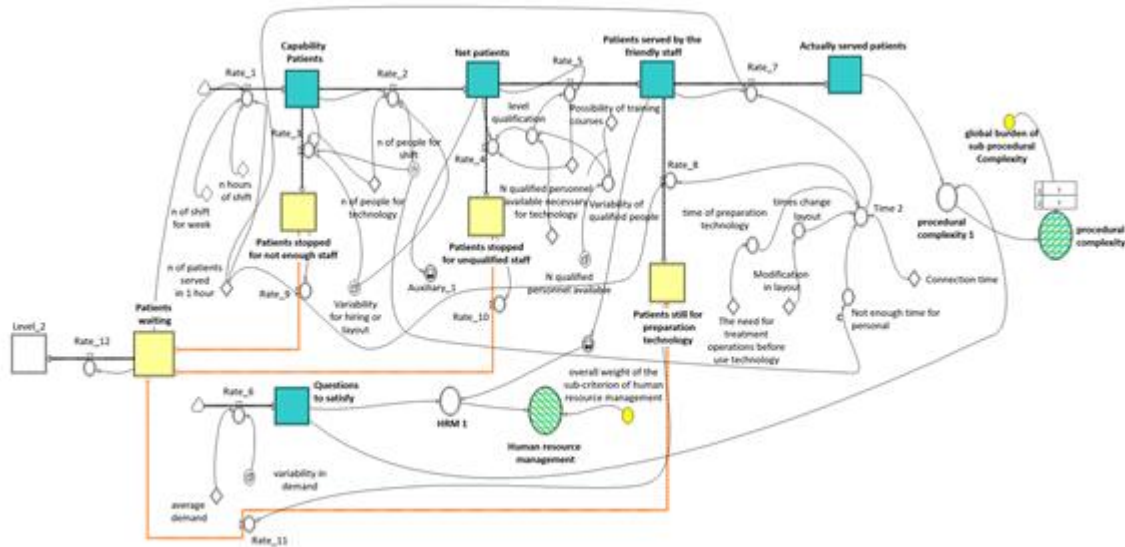 Patients served by the
friendly staff
Capability
Patients
Net patients
Actually served patients
Rate_1
Rate_2
Rate_5
Rate_7
level
qualification
Possibility of training
courses
global burden of
sub procedural
Complexity
Rate_3
n of people for
shift
Rate_4
Rate_8
n hours
of shift
n of shift
for week
n of people for
technology
N qualified personnel
available necessary
for technology
Variability of
qualified people
time of preparation
technology
times change
layout
Time 2
procedural
complexity 1
procedural
complexity
Patients stopped
for not enough staff
Patients stopped
for unqualified staff
n of patients
served
in 1 hour
Rate_9
Variability
for hiring or
layout
Auxiliary_1
N qualified
personnel available
Rate_10
Modification
in layout
Connection time
Patients still for
preparation
technology
The need for
treatment
operations before
use technology
Not enough time for
personal
Patients
waiting
Level_2
Rate_12
Questions
to satisfy
Rate_6
overall weight of the
sub-criterion of human
resource management
HRM 1
Human resource
management
variability in
demand
average
demand
Rate_11